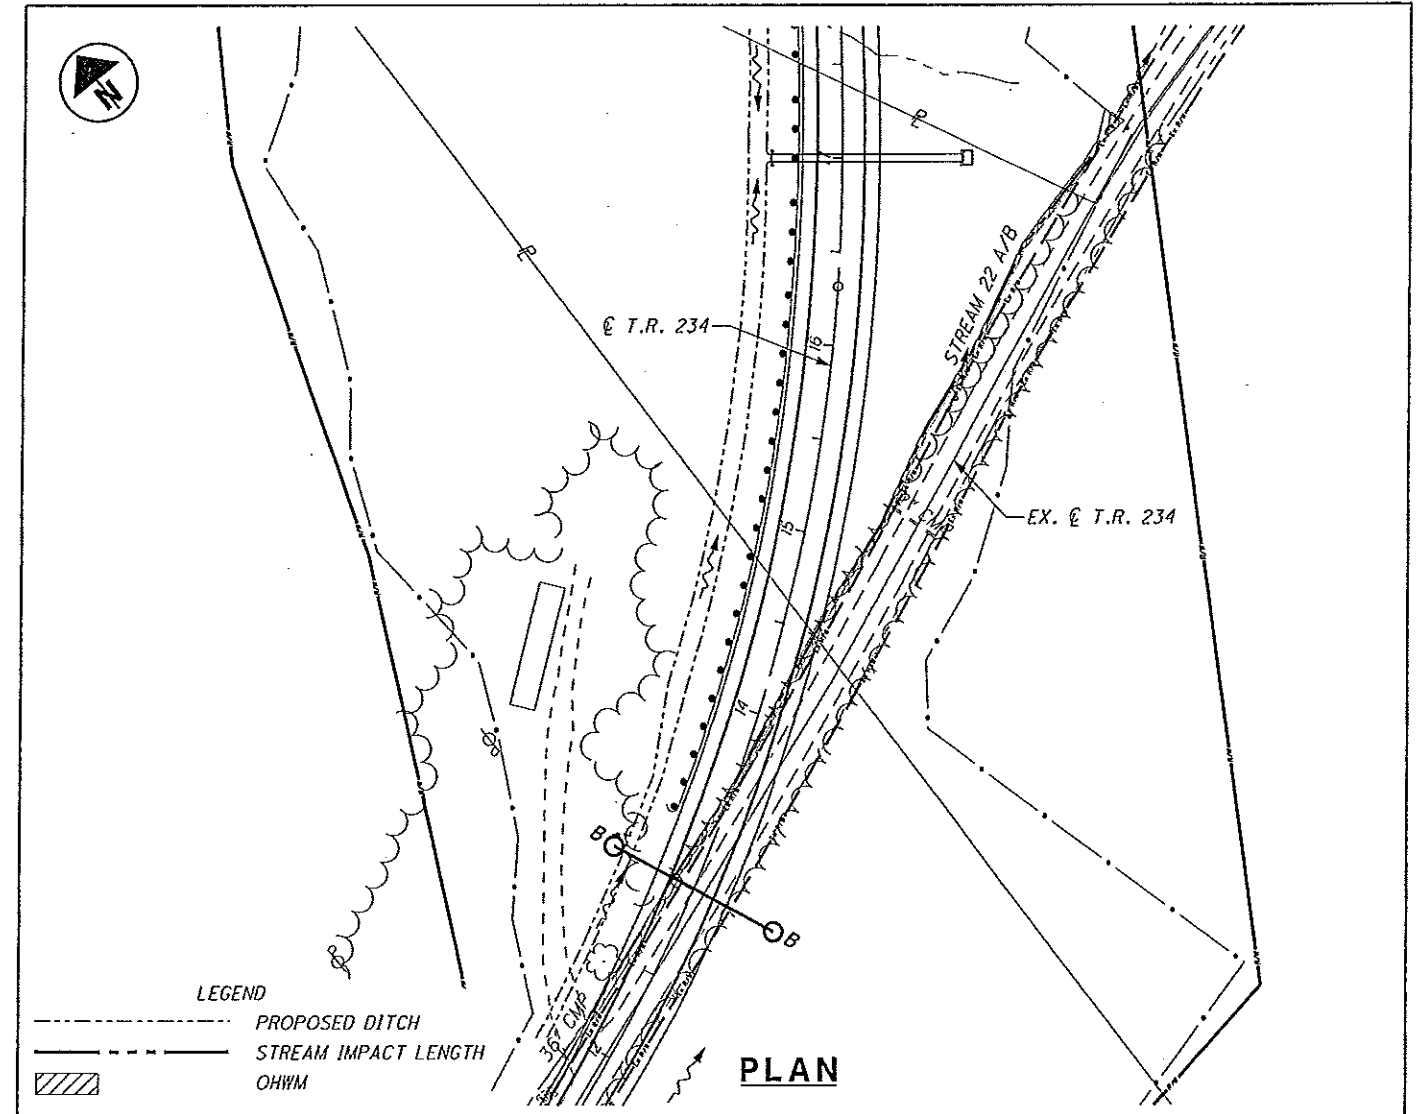 N
P
P
STREAM 22 A/B
℄ T.R. 234
16
15
EX. ℄ T.R. 234
14
B
B
36" CMP
12
LEGEND
PROPOSED DITCH
STREAM IMPACT LENGTH
OHWM
PLAN